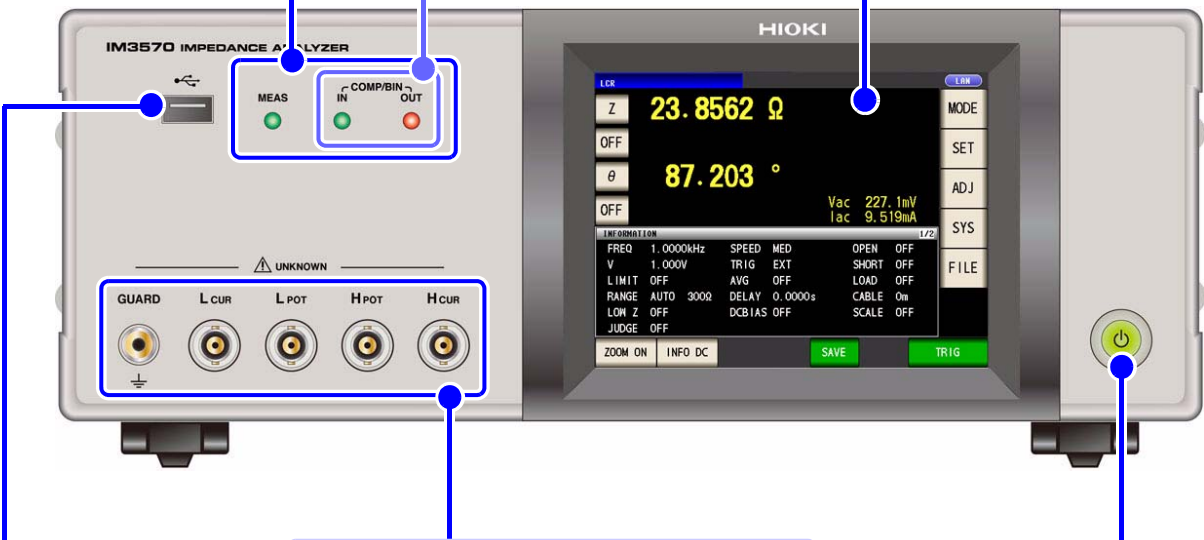 HIOKI
IM3570 IMPEDANCE ANALYZER
MEAS
COMP/BIN
IN OUT
UNKNOWN
GUARD L CUR L POT H POT H CUR
LCR LAN
Z 23.8562 Ω MODE
OFF SET
θ 87.203 ° ADJ
OFF Vac 227.1mV
Iac 9.519mA SYS
INFORMATION 1/2
FREQ 1.0000kHz SPEED MED OPEN OFF
V 1.000V TRIG EXT SHORT OFF FILE
LIMIT OFF AVG OFF LOAD OFF
RANGE AUTO 300Ω DELAY 0.0000s CABLE 0m
LOW Z OFF DCBIAS OFF SCALE OFF
JUDGE OFF
ZOOM ON INFO DC SAVE TRIG